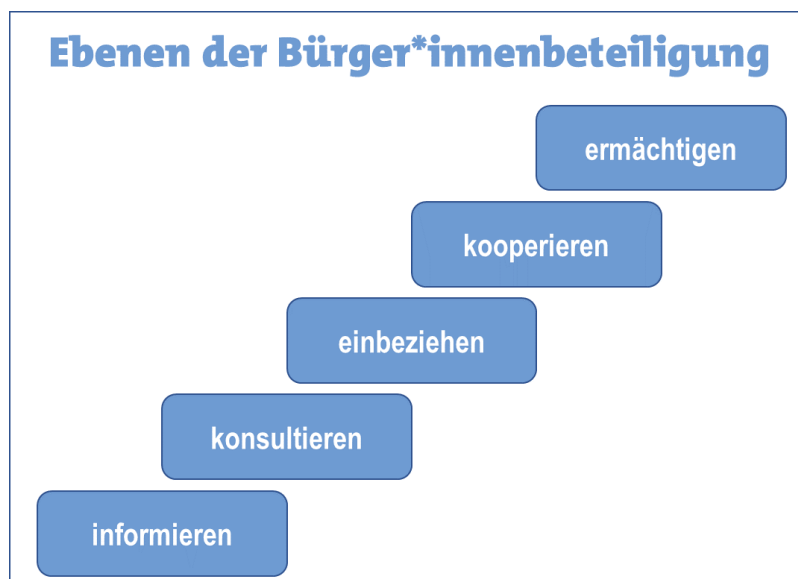 Ebenen der Bürger*innenbeteiligung
ermächtigen
kooperieren
einbeziehen
konsultieren
informieren